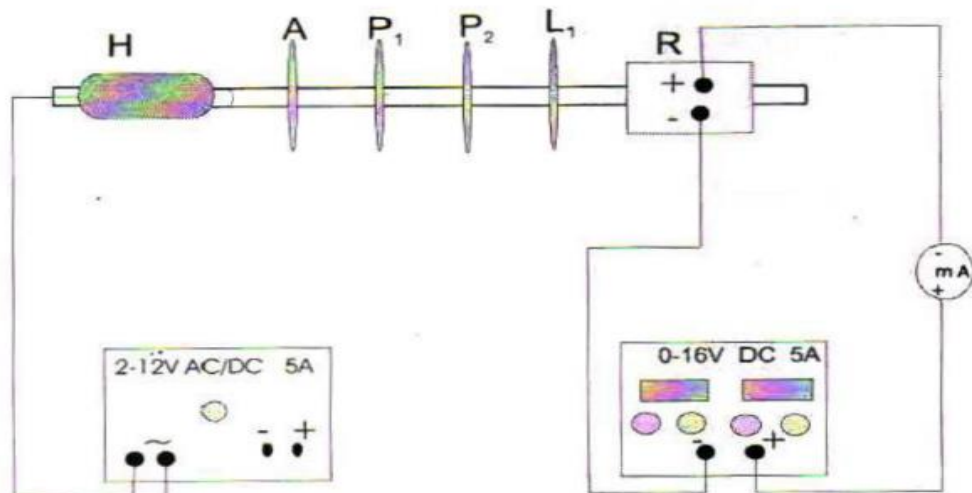 H A P₁ P₂ L₁ R
+
-
-
mA
+
2-12V AC/DC 5A
~ - +
0-16V DC 5A
- +